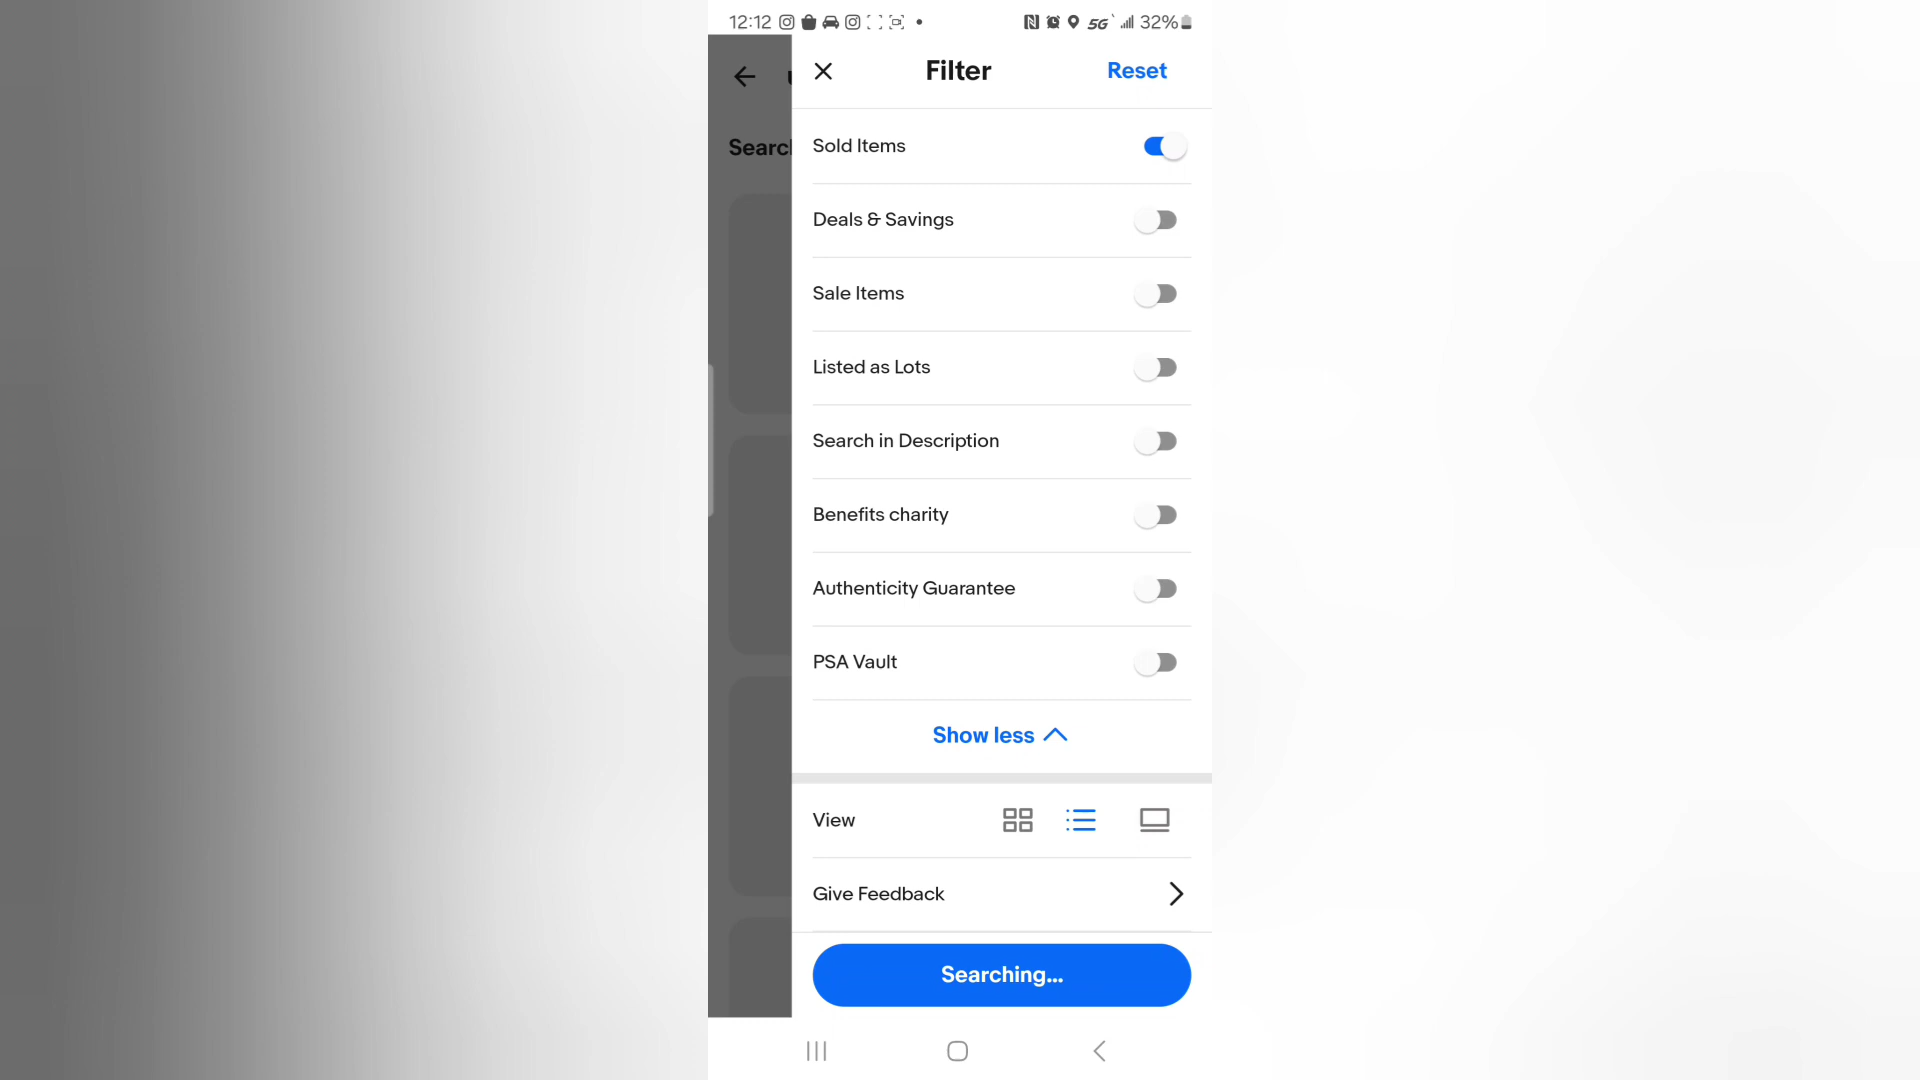 12:12
5G
32%
Filter
Reset
Sold Items
Deals & Savings
Sale Items
Listed as Lots
Search in Description
Benefits charity
Authenticity Guarantee
PSA Vault
Show less
View
Give Feedback
Searching...